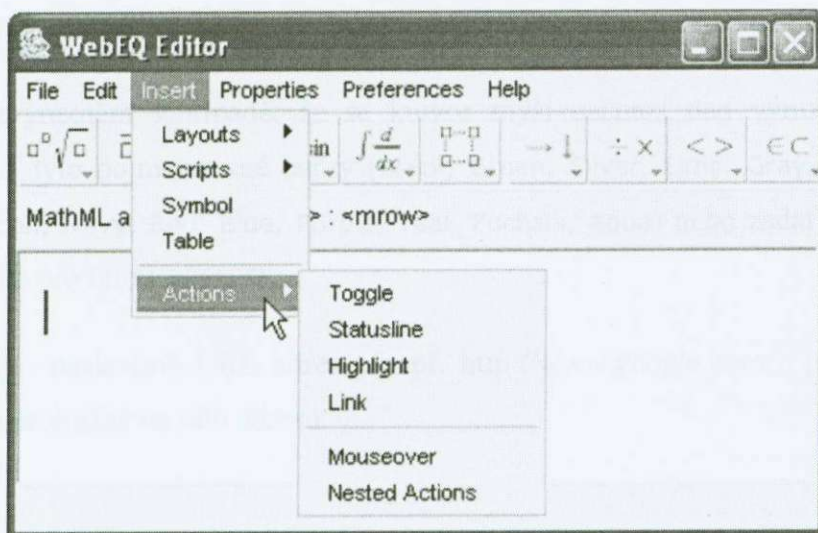 WebEQ Editor
File Edit Insert Properties Preferences Help
sin ∫ d/dx → ↓ ÷ × < > ∈ ⊂
MathML a > <mrow>
Layouts
Scripts
Symbol
Table
Actions
Toggle
Statusline
Highlight
Link
Mouseover
Nested Actions